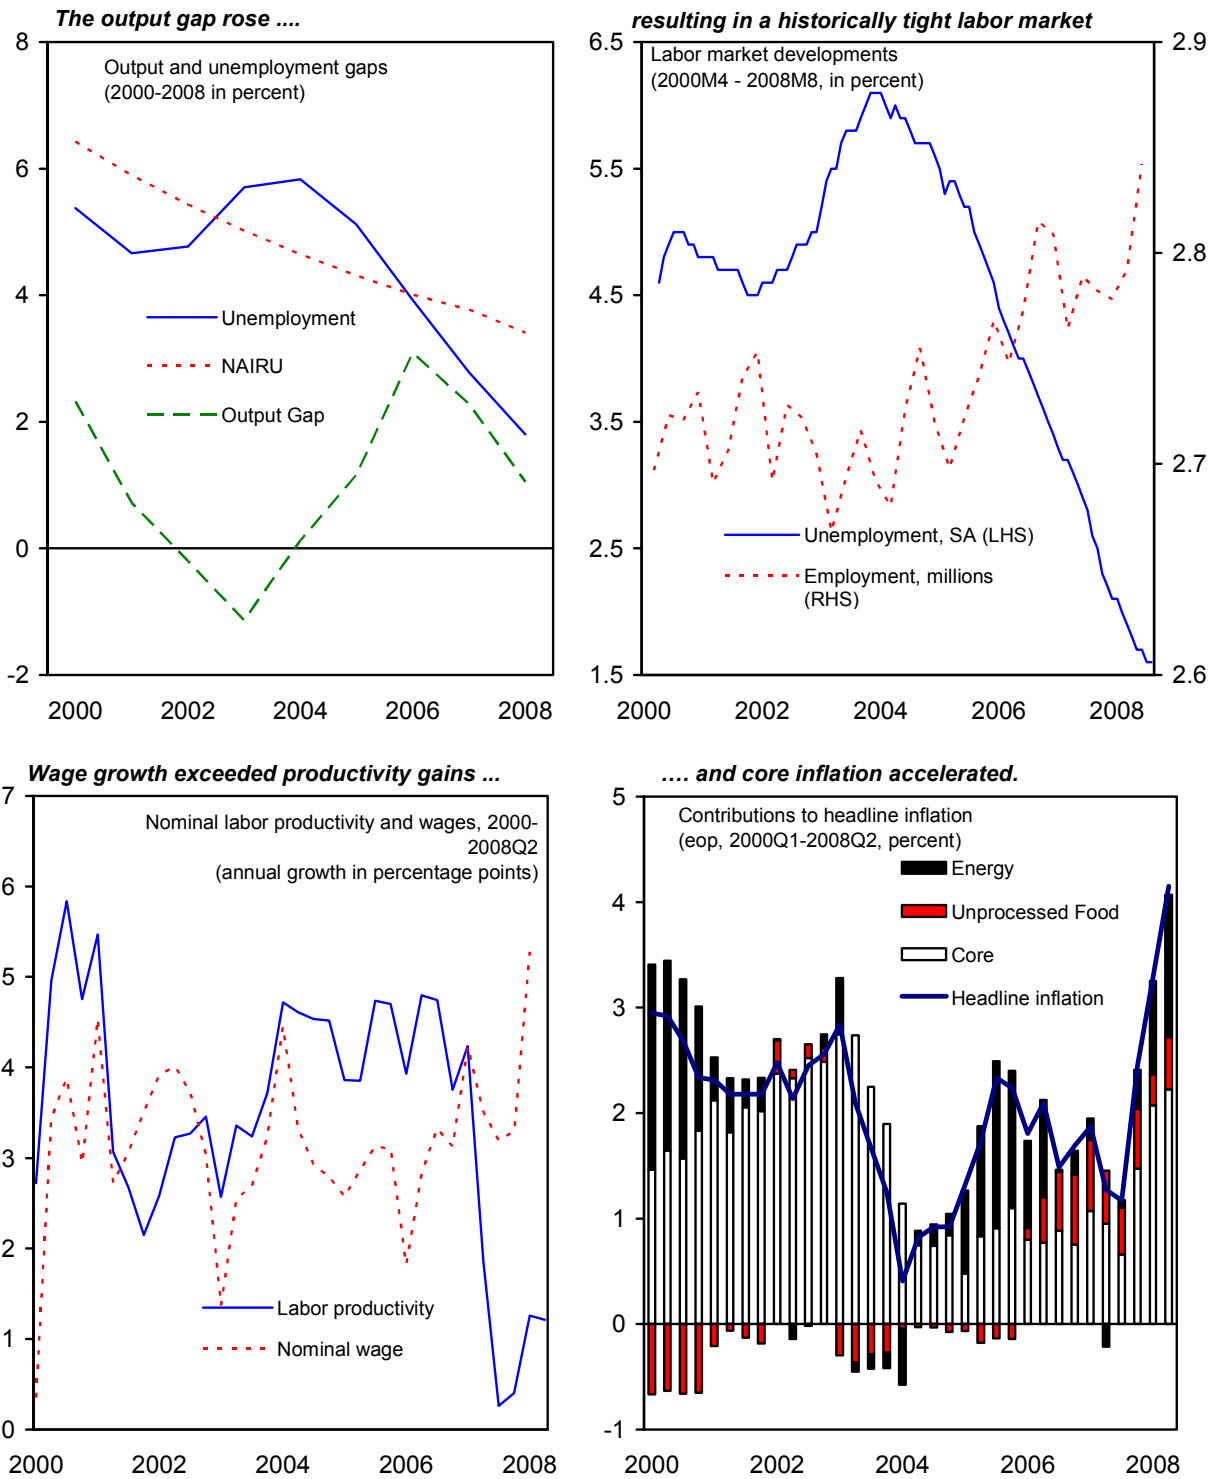 The output gap rose ....
8
6
4
2
0
-2
Output and unemployment gaps
(2000-2008 in percent)
Unemployment
NAIRU
Output Gap
2000 2002 2004 2006 2008
resulting in a historically tight labor market
6.5
5.5
4.5
3.5
2.5
1.5
Labor market developments
(2000M4 - 2008M8, in percent)
2.9
2.8
2.7
2.6
Unemployment, SA (LHS)
Employment, millions
(RHS)
2000 2002 2004 2006 2008
Wage growth exceeded productivity gains ...
7
6
5
4
3
2
1
0
Nominal labor productivity and wages, 2000-
2008Q2
(annual growth in percentage points)
Labor productivity
Nominal wage
2000 2002 2004 2006 2008
.... and core inflation accelerated.
5
4
3
2
1
0
-1
Contributions to headline inflation
(eop, 2000Q1-2008Q2, percent)
Energy
Unprocessed Food
Core
Headline inflation
2000 2002 2004 2006 2008